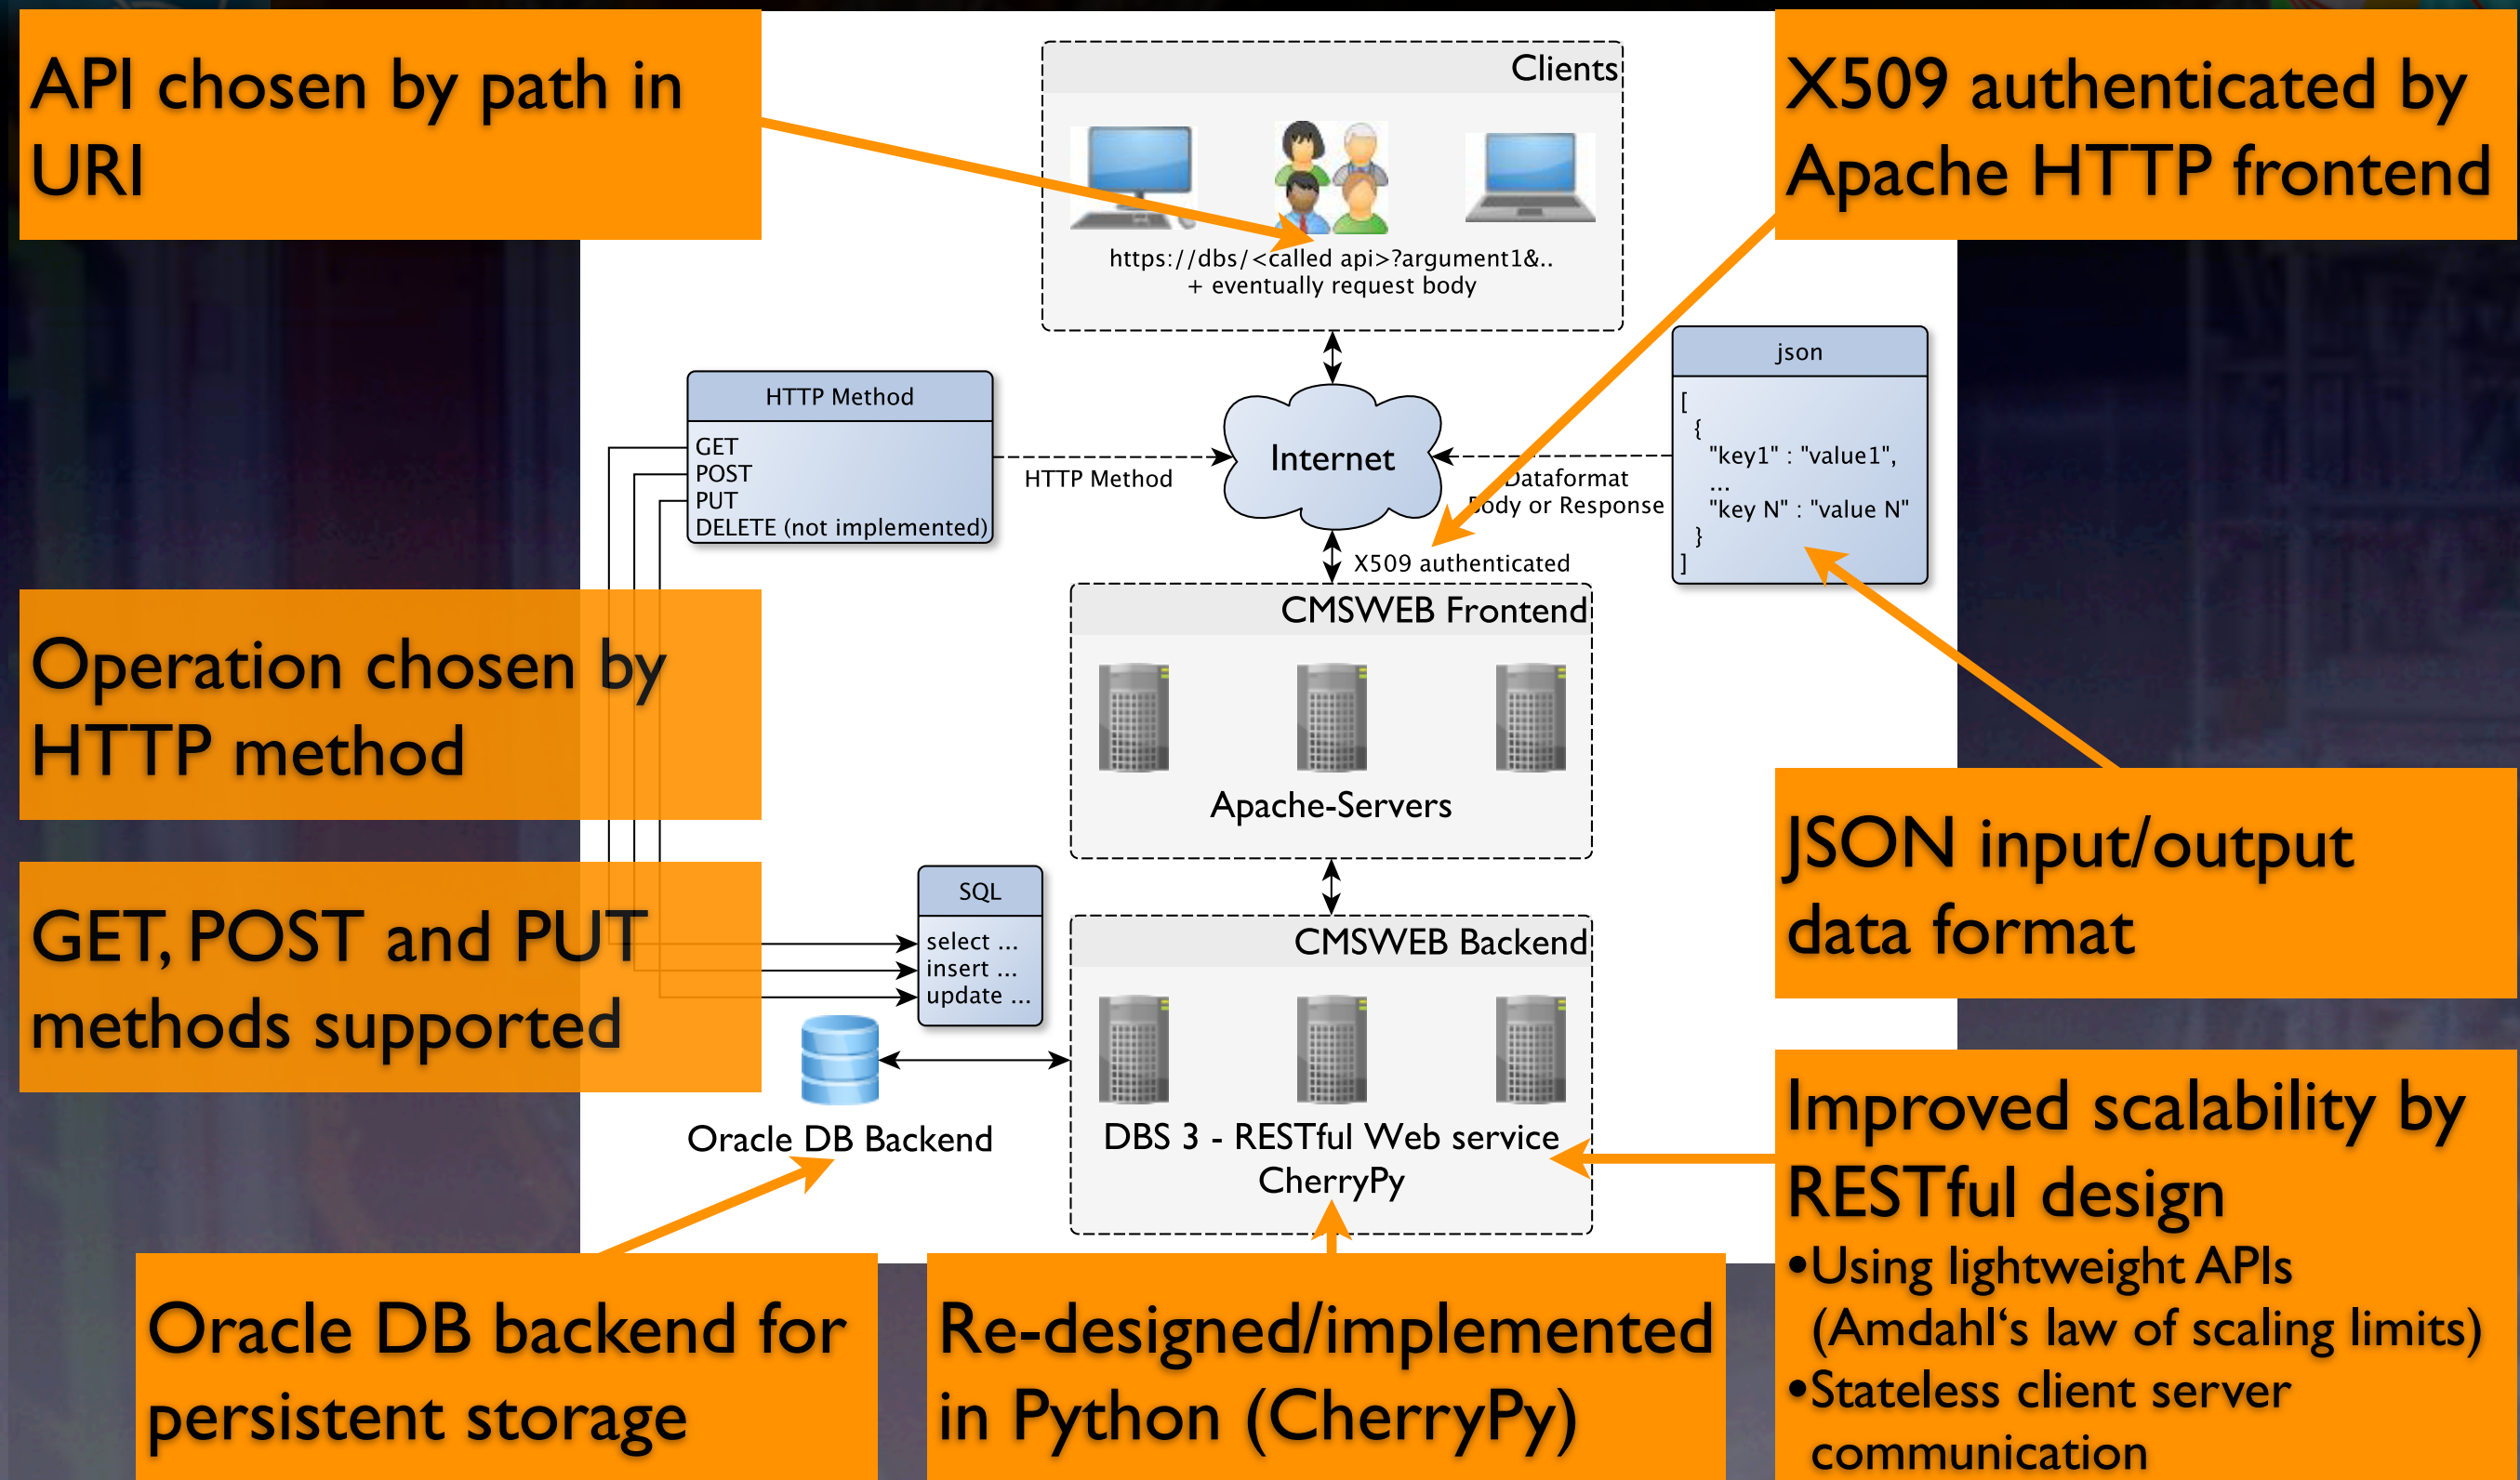 API chosen by path in
URI
Clients
https://dbs/<called api>?argument1&..
+ eventually request body
X509 authenticated by
Apache HTTP frontend
HTTP Method
GET
POST
PUT
DELETE (not implemented)
HTTP Method
Internet
Dataformat
Body or Response
json
[
{
"key1" : "value1",
...
"key N" : "value N"
}
]
X509 authenticated
CMSWEB Frontend
Apache-Servers
Operation chosen by
HTTP method
GET, POST and PUT
methods supported
SQL
select ...
insert ...
update ...
Oracle DB Backend
CMSWEB Backend
DBS 3 - RESTful Web service
CherryPy
JSON input/output
data format
Improved scalability by
RESTful design
•Using lightweight APIs
(Amdahl‘s law of scaling limits)
•Stateless client server
communication
Oracle DB backend for
persistent storage
Re-designed/implemented
in Python (CherryPy)